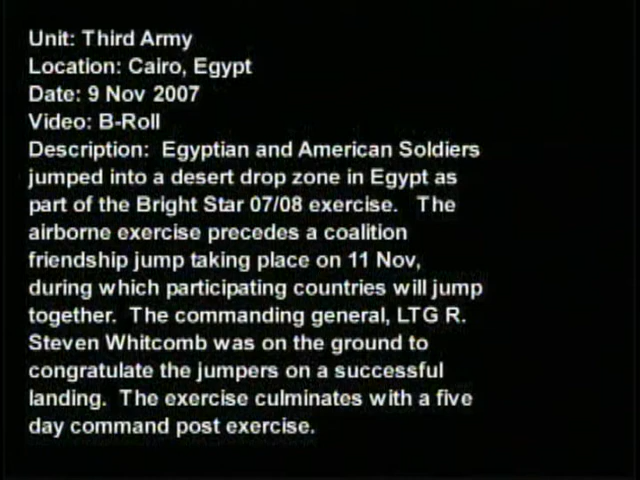 Unit: Third Army
Location: Cairo, Egypt
Date: 9 Nov 2007
Video: B-Roll
Description:  Egyptian and American Soldiers
jumped into a desert drop zone in Egypt as
part of the Bright Star 07/08 exercise.   The
airborne exercise precedes a coalition
friendship jump taking place on 11 Nov,
during which participating countries will jump
together.  The commanding general, LTG R.
Steven Whitcomb was on the ground to
congratulate the jumpers on a successful
landing.  The exercise culminates with a five
day command post exercise.